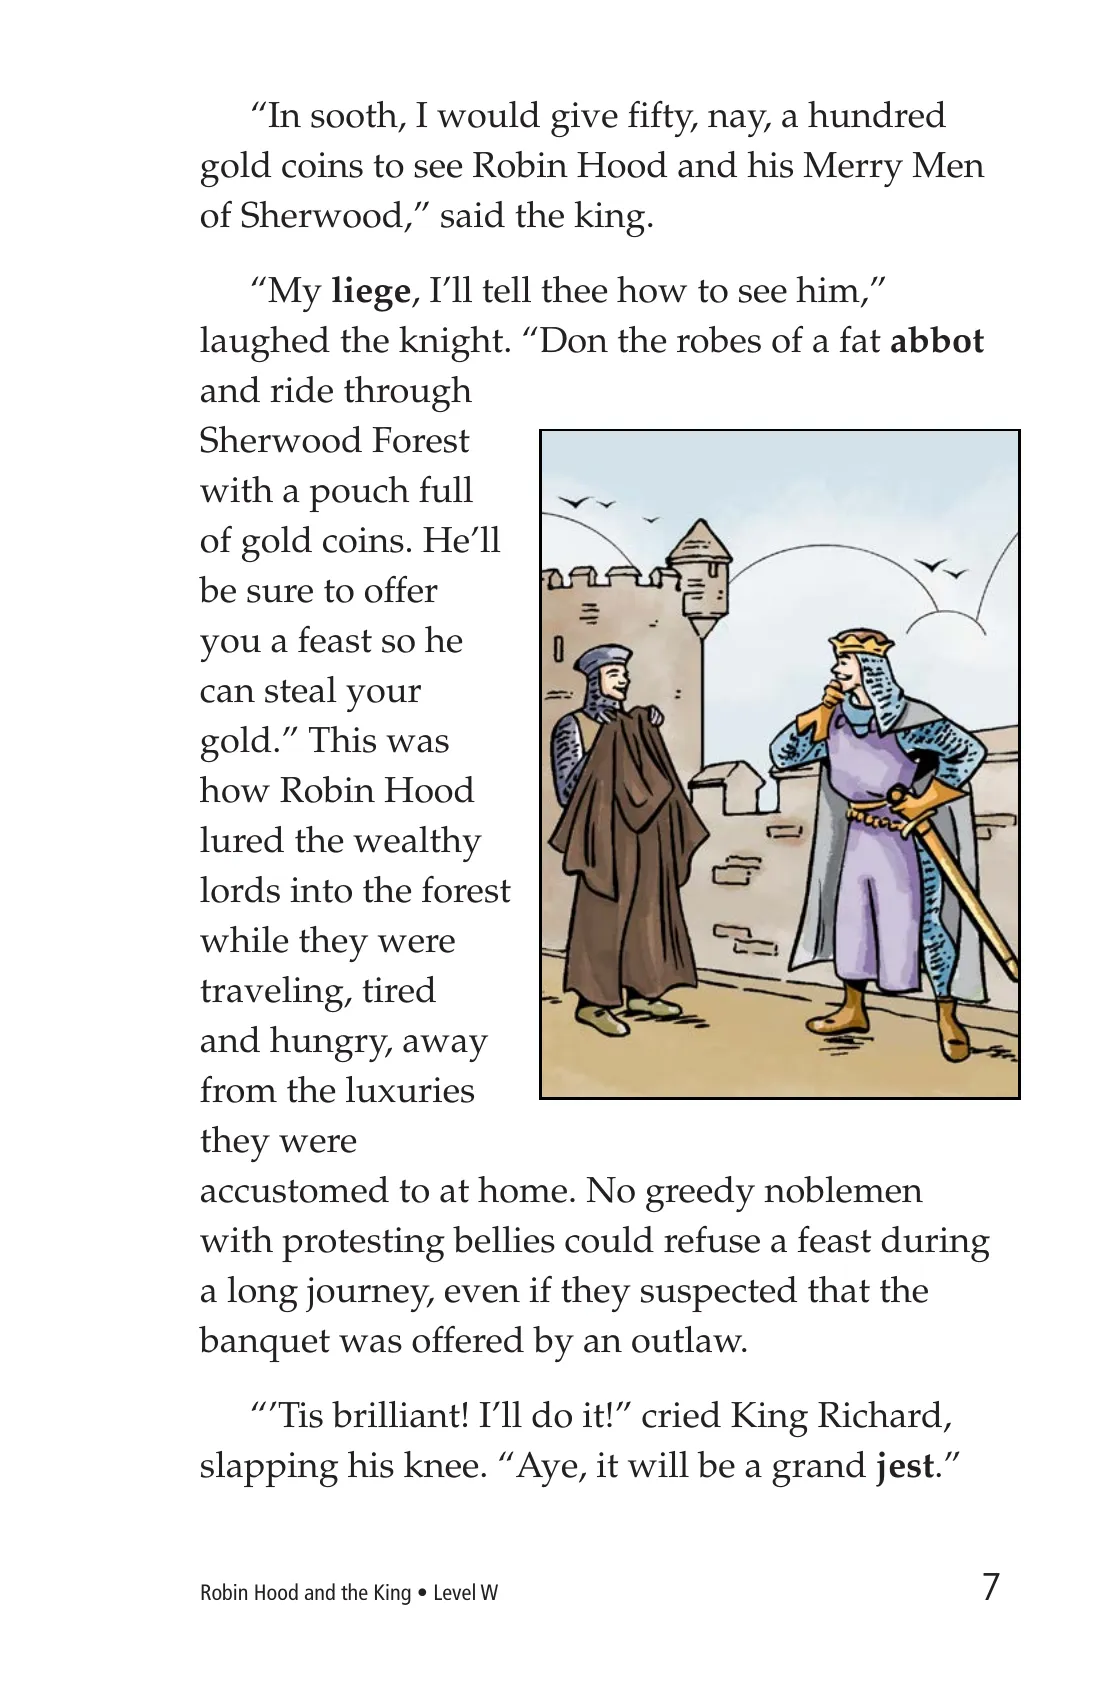 “In sooth, I would give fifty, nay, a hundred
gold coins to see Robin Hood and his Merry Men
of Sherwood,” said the king.
“My liege, I’ll tell thee how to see him,”
laughed the knight. “Don the robes of a fat abbot
and ride through
Sherwood Forest
with a pouch full
of gold coins. He’ll
be sure to offer
you a feast so he
can steal your
gold.” This was
how Robin Hood
lured the wealthy
lords into the forest
while they were
traveling, tired
and hungry, away
from the luxuries
they were
accustomed to at home. No greedy noblemen
with protesting bellies could refuse a feast during
a long journey, even if they suspected that the
banquet was offered by an outlaw.
“’Tis brilliant! I’ll do it!” cried King Richard,
slapping his knee. “Aye, it will be a grand jest.”
Robin Hood and the King • Level W 7